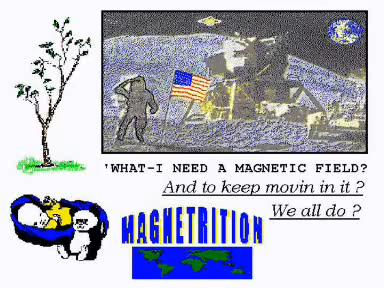 'WHAT-I NEED A MAGNETIC FIELD?
And to keep movin in it ?
We all do ?
MAGNETRITION